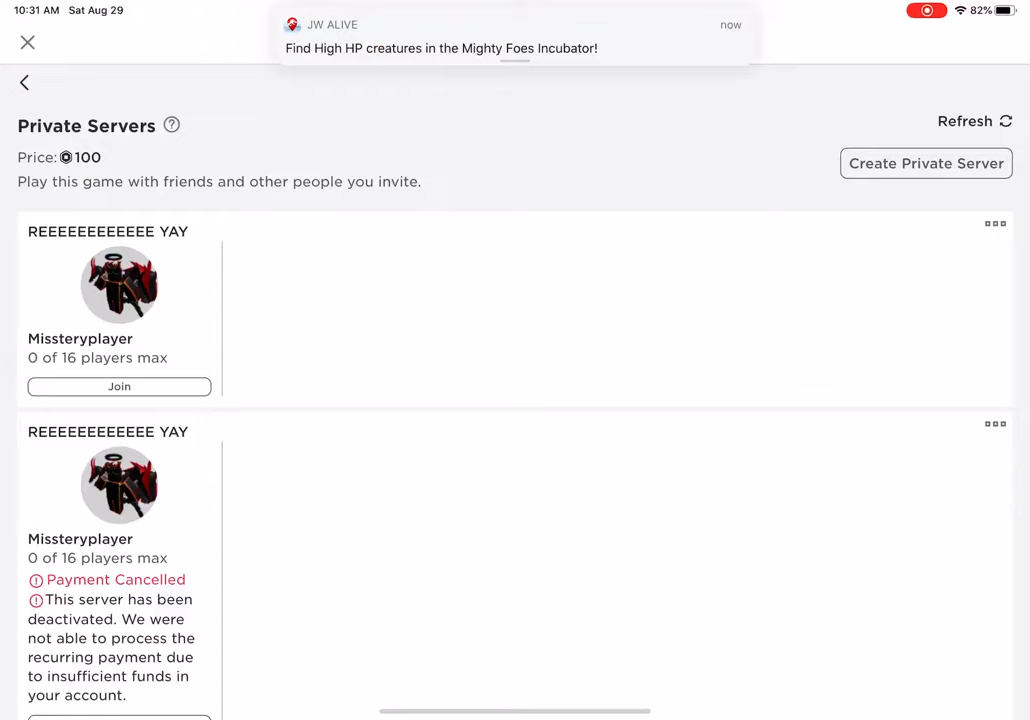 10:31 AM Sat Aug 29
82%
JW ALIVE
now
Find High HP creatures in the Mighty Foes Incubator!
Private Servers
Refresh
Price: 100
Create Private Server
Play this game with friends and other people you invite.
REEEEEEEEEEEE YAY
Missteryplayer
0 of 16 players max
Join
REEEEEEEEEEEE YAY
Missteryplayer
0 of 16 players max
Payment Cancelled
This server has been
deactivated. We were
not able to process the
recurring payment due
to insufficient funds in
your account.